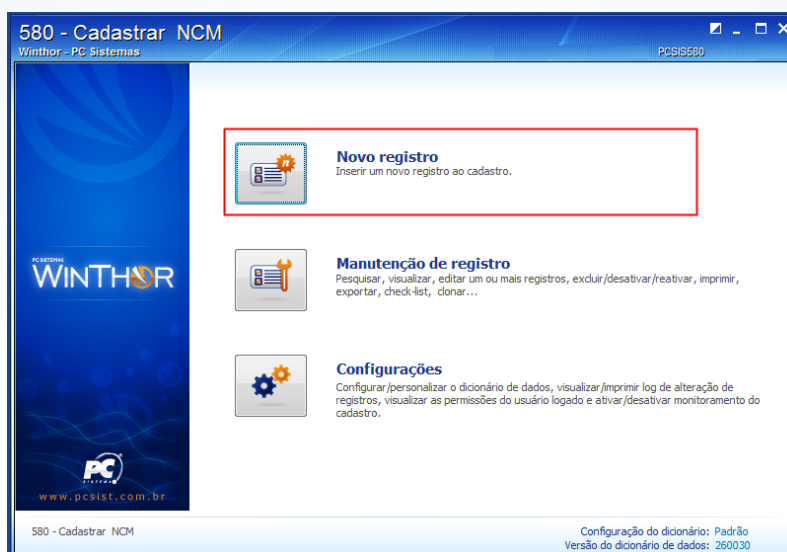 580 - Cadastrar NCM
Winthor - PC Sistemas
PCSIS580
Novo registro
Inserir um novo registro ao cadastro.
PC SISTEMAS
WINTHOR
Manutenção de registro
Pesquisar, visualizar, editar um ou mais registros, excluir/desativar/reativar, imprimir,
exportar, check-list, clonar...
Configurações
Configurar/personalizar o dicionário de dados, visualizar/imprimir log de alteração de
registros, visualizar as permissões do usuário logado e ativar/desativar monitoramento do
cadastro.
PC
SISTEMAS
www.pcsist.com.br
580 - Cadastrar NCM
Configuração do dicionário: Padrão
Versão do dicionário de dados: 260030